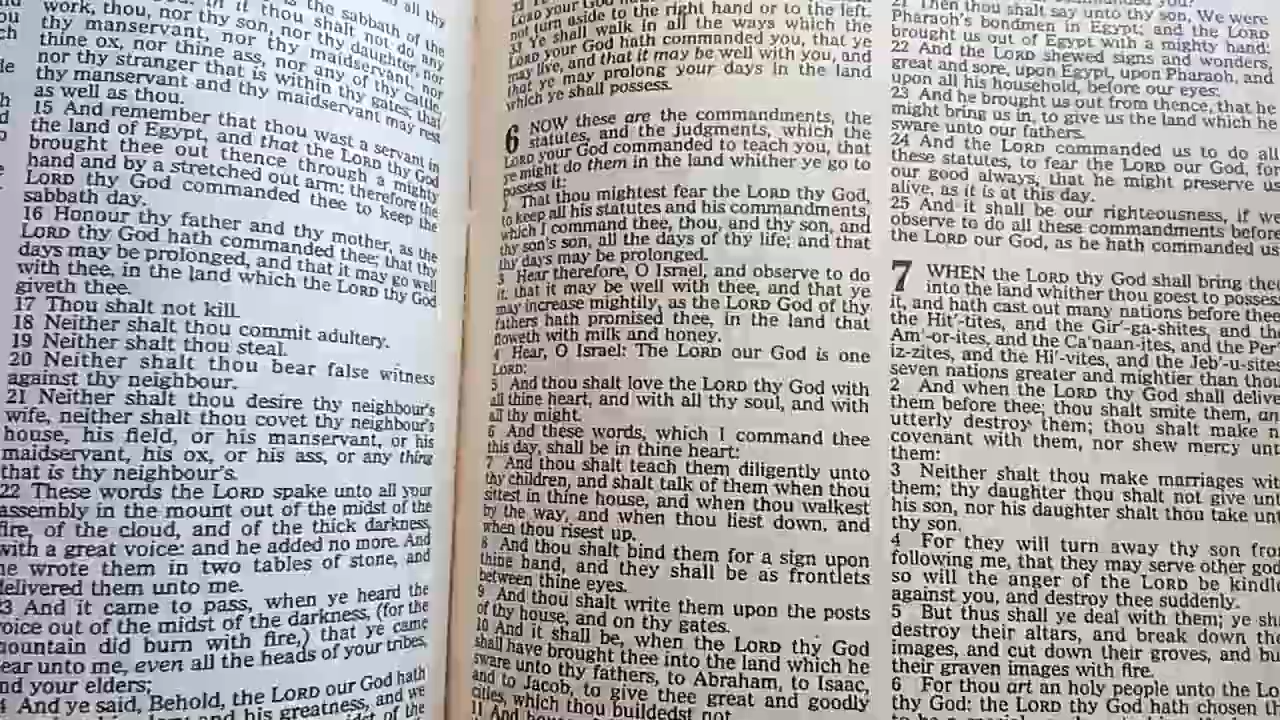 is the sabbath of the
in it thou shalt not do any
work, thou, nor thy son, nor thy daughter, nor
thy manservant, nor thy maidservant, nor
thine ox, nor thine ass, nor any of thy cattle,
nor thy stranger that is within thy gates; that
thy manservant and thy maidservant may rest
as well as thou.
15 And remember that thou wast a servant in
the land of Egypt, and that the LORD thy God
brought thee out thence through a mighty
hand and by a stretched out arm: therefore the
LORD thy God commanded thee to keep the
sabbath day.
16 Honour thy father and thy mother, as the
LORD thy God hath commanded thee; that thy
days may be prolonged, and that it may go well
with thee, in the land which the LORD thy God
giveth thee.
17 Thou shalt not kill.
18 Neither shalt thou commit adultery.
19 Neither shalt thou steal.
20 Neither shalt thou bear false witness
against thy neighbour.
21 Neither shalt thou desire thy neighbour's
wife, neither shalt thou covet thy neighbour's
house, his field, or his manservant, or his
maidservant, his ox, or his ass, or any thing
that is thy neighbour's.
22 These words the LORD spake unto all your
assembly in the mount out of the midst of the
fire, of the cloud, and of the thick darkness,
with a great voice: and he added no more. And
he wrote them in two tables of stone, and
delivered them unto me.
23 And it came to pass, when ye heard the
voice out of the midst of the darkness, (for the
mountain did burn with fire,) that ye came
near unto me, even all the heads of your tribes,
and your elders;
24 And ye said, Behold, the LORD our God hath
and his greatness, and we
of the
LORD your God
not turn aside to the right hand or to the left.
33 Ye shall walk in all the ways which the
LORD your God hath commanded you, that ye
may live, and that it may be well with you, and
that ye may prolong your days in the land
which ye shall possess.
6 NOW these are the commandments, the
statutes, and the judgments, which the
LORD your God commanded to teach you, that
ye might do them in the land whither ye go to
possess it:
2 That thou mightest fear the LORD thy God,
to keep all his statutes and his commandments,
which I command thee, thou, and thy son, and
thy son's son, all the days of thy life; and that
thy days may be prolonged.
3 Hear therefore, O Israel, and observe to do
it; that it may be well with thee, and that ye
may increase mightily, as the LORD God of thy
fathers hath promised thee, in the land that
floweth with milk and honey.
4 Hear, O Israel: The LORD our God is one
LORD:
5 And thou shalt love the LORD thy God with
all thine heart, and with all thy soul, and with
all thy might.
6 And these words, which I command thee
this day, shall be in thine heart:
7 And thou shalt teach them diligently unto
thy children, and shalt talk of them when thou
sittest in thine house, and when thou walkest
by the way, and when thou liest down, and
when thou risest up.
8 And thou shalt bind them for a sign upon
thine hand, and they shall be as frontlets
between thine eyes.
9 And thou shalt write them upon the posts
of thy house, and on thy gates.
10 And it shall be, when the LORD thy God
shall have brought thee into the land which he
sware unto thy fathers, to Abraham, to Isaac,
and to Jacob, to give thee great and goodly
cities, which thou buildedst not,
11 And
21 Then thou shalt say unto thy son, We were
Pharaoh's bondmen in Egypt; and the LORD
brought us out of Egypt with a mighty hand:
22 And the LORD shewed signs and wonders,
great and sore, upon Egypt, upon Pharaoh, and
upon all his household, before our eyes:
23 And he brought us out from thence, that he
might bring us in, to give us the land which he
sware unto our fathers.
24 And the LORD commanded us to do all
these statutes, to fear the LORD our God, for
our good always, that he might preserve us
alive, as it is at this day.
25 And it shall be our righteousness, if we
observe to do all these commandments before
the LORD our God, as he hath commanded us
7 WHEN the LORD thy God shall bring thee
into the land whither thou goest to possess
it, and hath cast out many nations before thee
the Hit'-tites, and the Gir'-ga-shites, and th
Am'-or-ites, and the Ca'naan-ites, and the Per'
iz-zites, and the Hi'-vites, and the Jeb'-u-sites
seven nations greater and mightier than thou
2 And when the LORD thy God shall delive
them before thee; thou shalt smite them, an
utterly destroy them; thou shalt make n
covenant with them, nor shew mercy unt
them:
3 Neither shalt thou make marriages wit
them; thy daughter thou shalt not give unt
his son, nor his daughter shalt thou take unt
thy son.
4 For they will turn away thy son fro
following me, that they may serve other god
so will the anger of the LORD be kindl
against you, and destroy thee suddenly.
5 But thus shall ye deal with them; ye sh
destroy their altars, and break down th
images, and cut down their groves, and bu
their graven images with fire.
6 For thou art an holy people unto the Lo
thy God: the LORD thy God hath chosen th